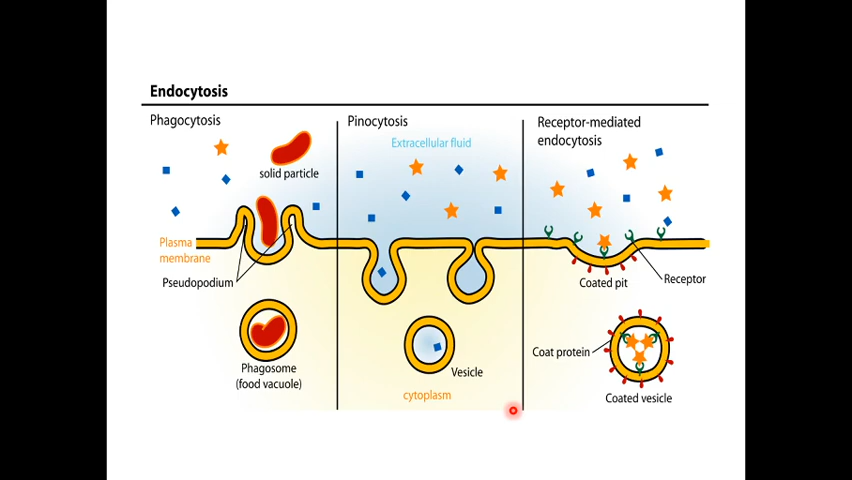 Endocytosis
Phagocytosis
solid particle
Plasma
membrane
Pseudopodium
Phagosome
(food vacuole)
Pinocytosis
Extracellular fluid
Vesicle
cytoplasm
Receptor-mediated
endocytosis
Coated pit
Receptor
Coat protein
Coated vesicle